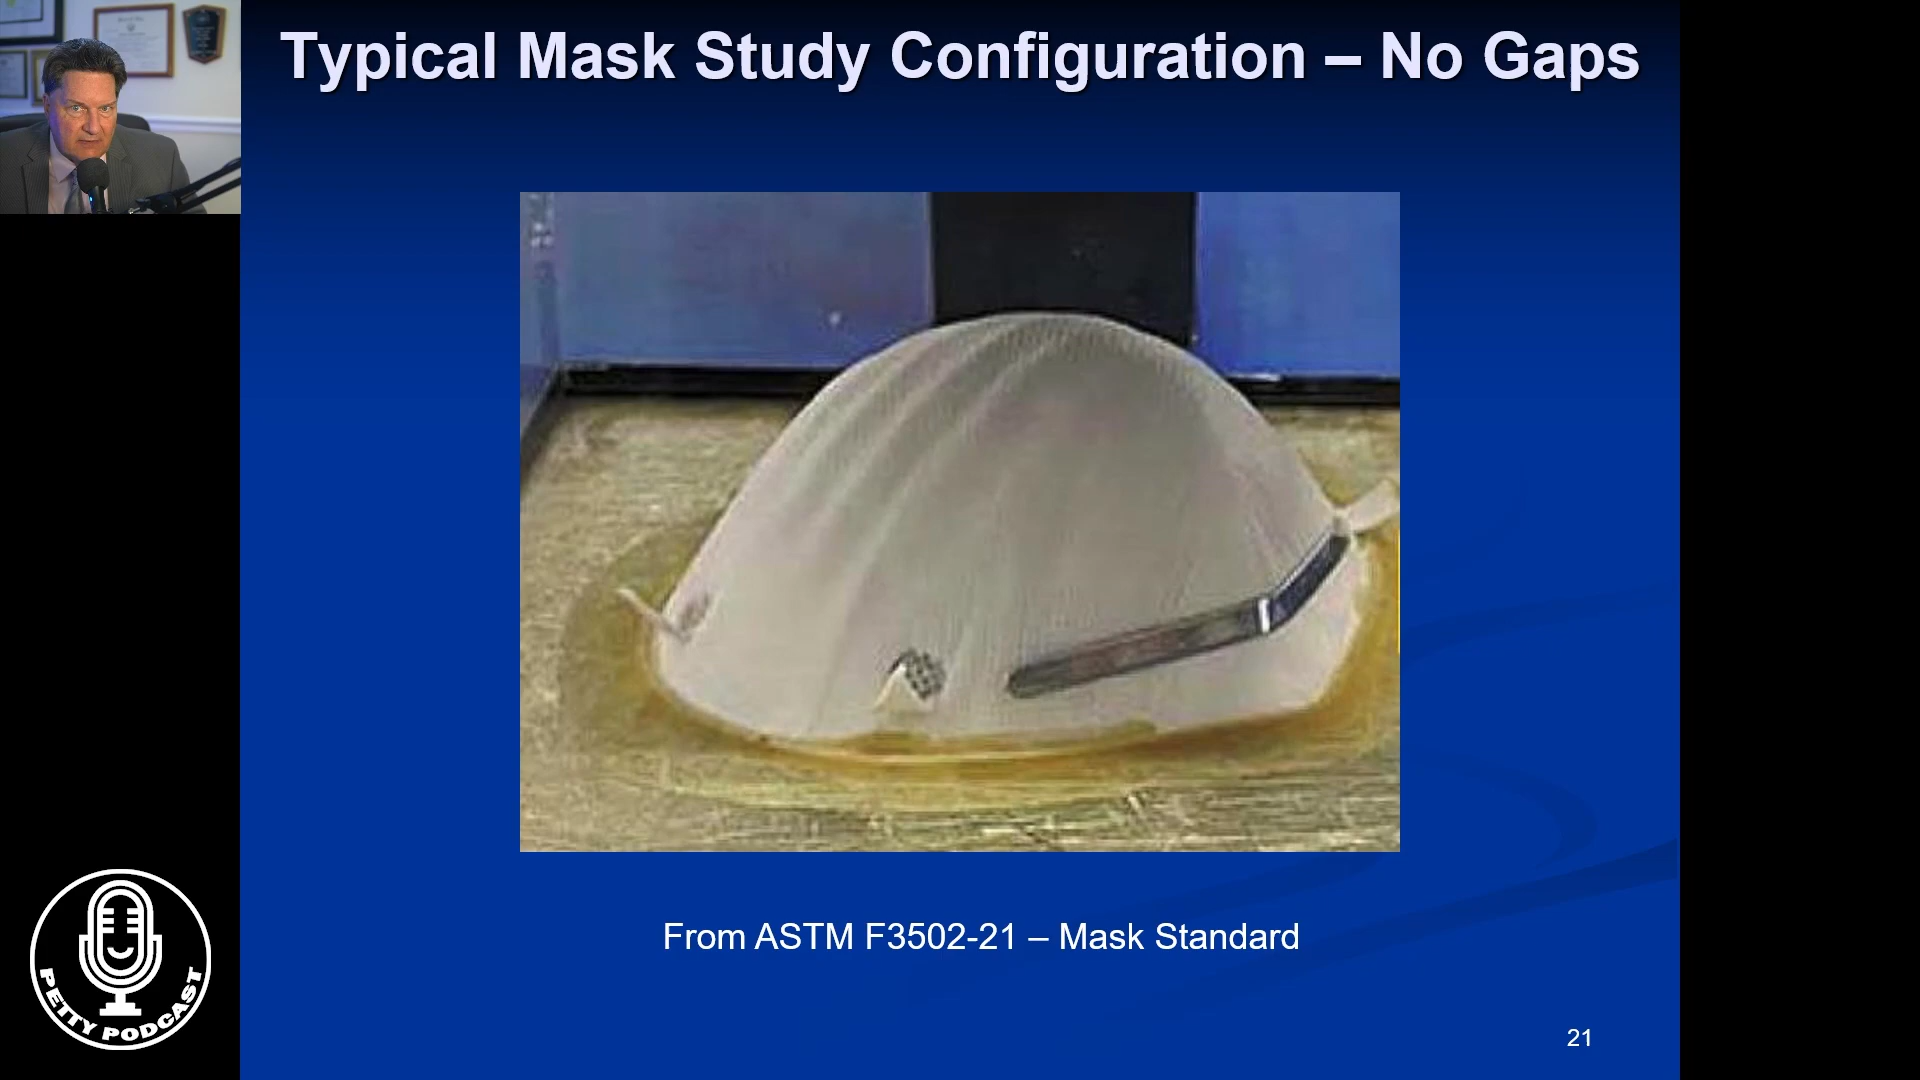 Typical Mask Study Configuration – No Gaps
From ASTM F3502-21 – Mask Standard
PETTY PODCAST
21